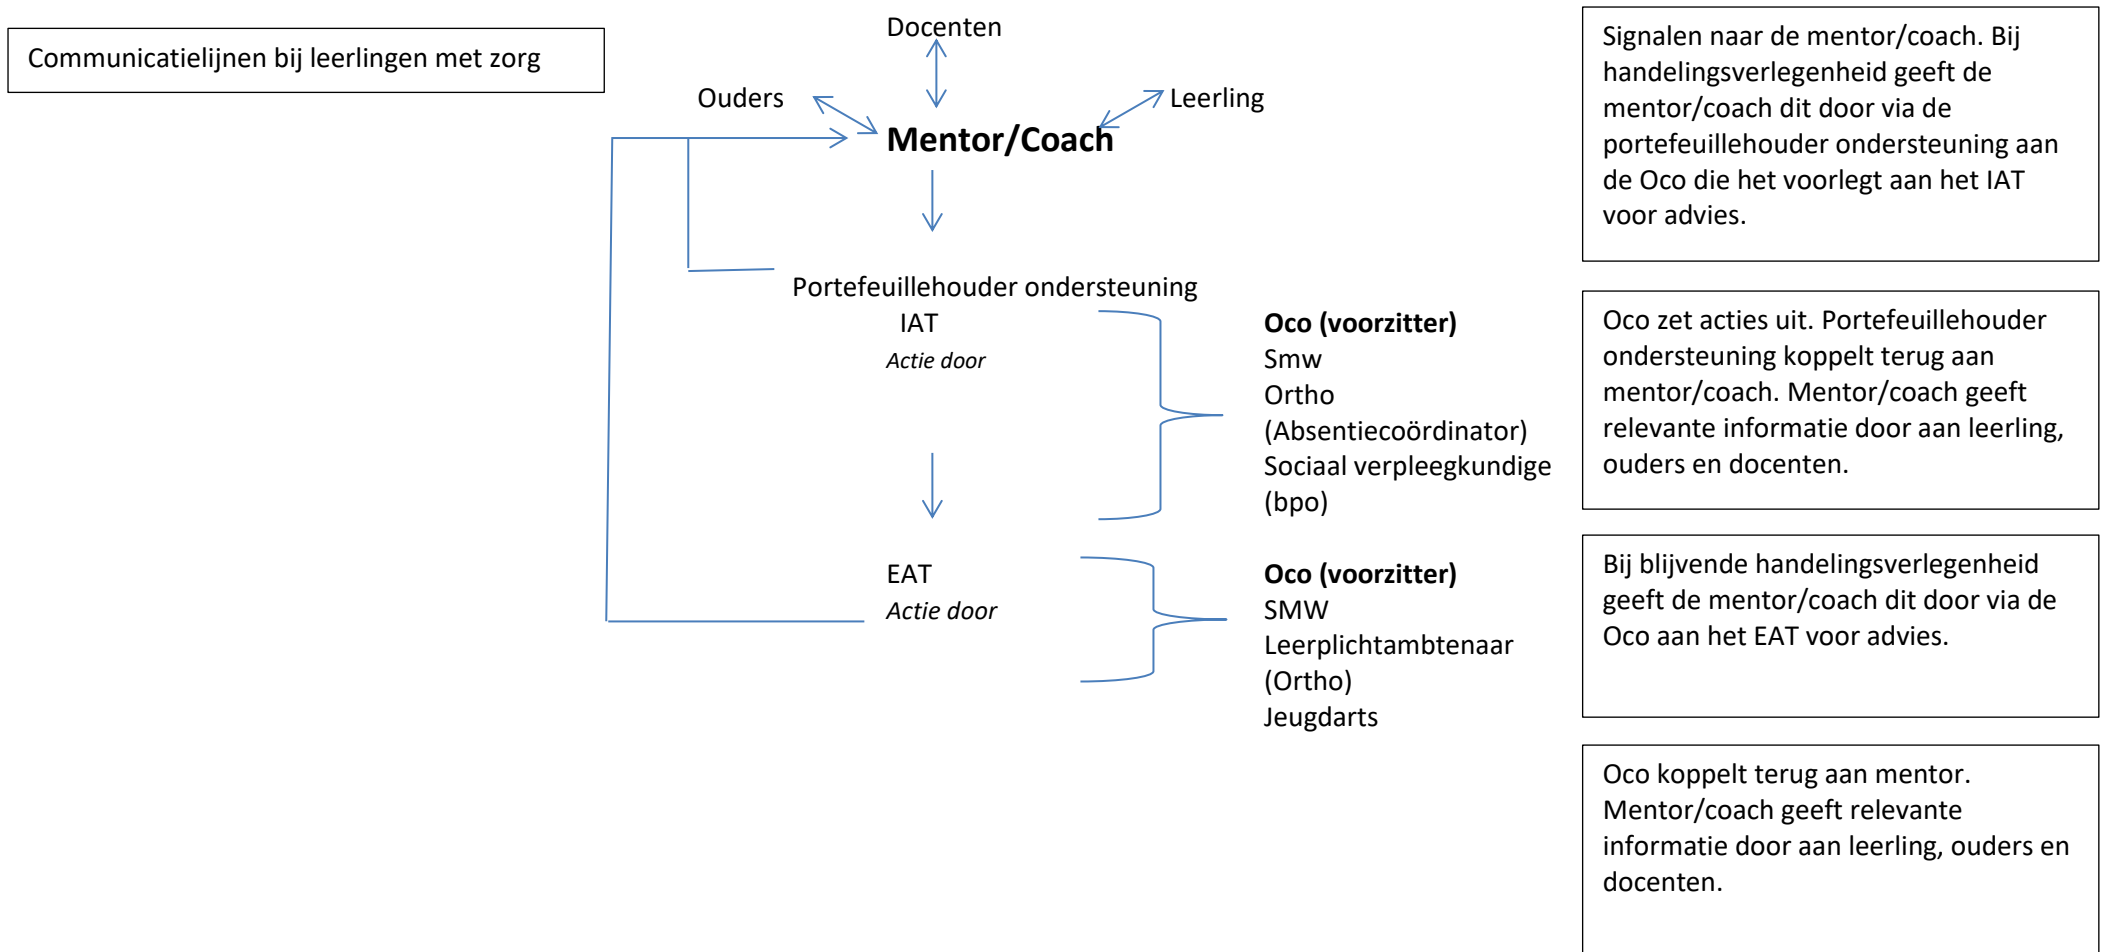 Communicatielijnen bij leerlingen met zorg
Docenten
Ouders
Leerling
Mentor/Coach
Portefeuillehouder ondersteuning
IAT
Actie door
Oco (voorzitter)
Smw
Ortho
(Absentiecoördinator)
Sociaal verpleegkundige
(bpo)
EAT
Actie door
Oco (voorzitter)
SMW
Leerplichtambtenaar
(Ortho)
Jeugdarts
Signalen naar de mentor/coach. Bij
handelingsverlegenheid geeft de
mentor/coach dit door via de
portefeuillehouder ondersteuning aan
de Oco die het voorlegt aan het IAT
voor advies.
Oco zet acties uit. Portefeuillehouder
ondersteuning koppelt terug aan
mentor/coach. Mentor/coach geeft
relevante informatie door aan leerling,
ouders en docenten.
Bij blijvende handelingsverlegenheid
geeft de mentor/coach dit door via de
Oco aan het EAT voor advies.
Oco koppelt terug aan mentor.
Mentor/coach geeft relevante
informatie door aan leerling, ouders en
docenten.